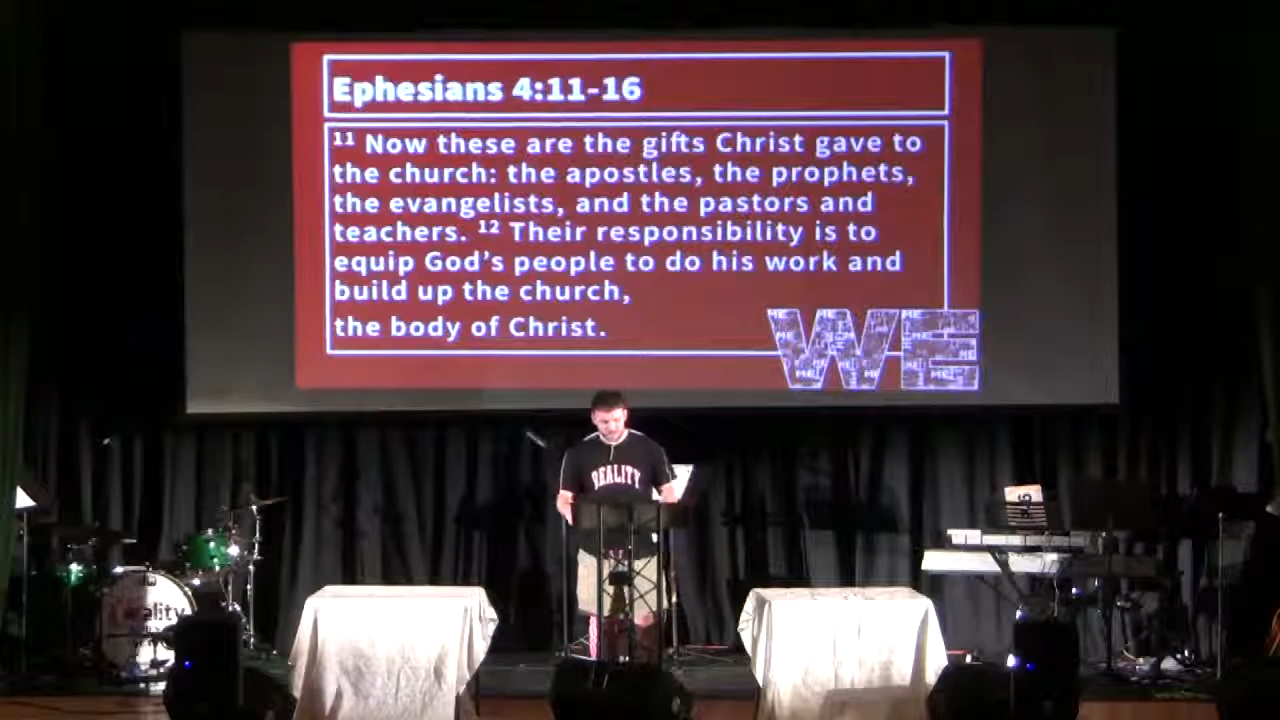 Ephesians 4:11-16
¹¹ Now these are the gifts Christ gave to
the church: the apostles, the prophets,
the evangelists, and the pastors and
teachers. ¹² Their responsibility is to
equip God’s people to do his work and
build up the church,
the body of Christ.
WE
REALITY